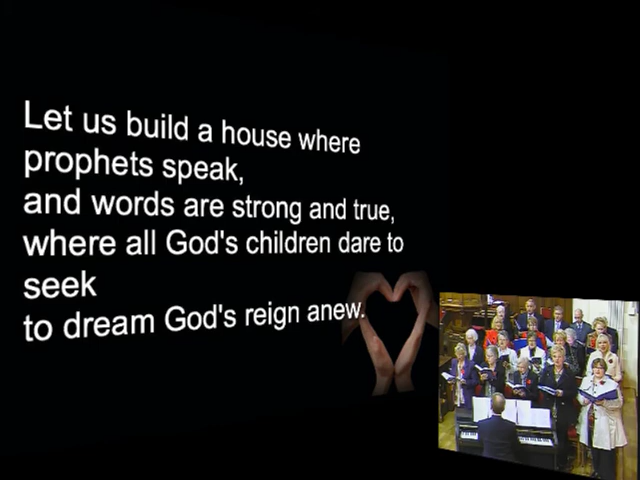 Let us build a house where
prophets speak,
and words are strong and true,
where all God's children dare to
seek
to dream God's reign anew.